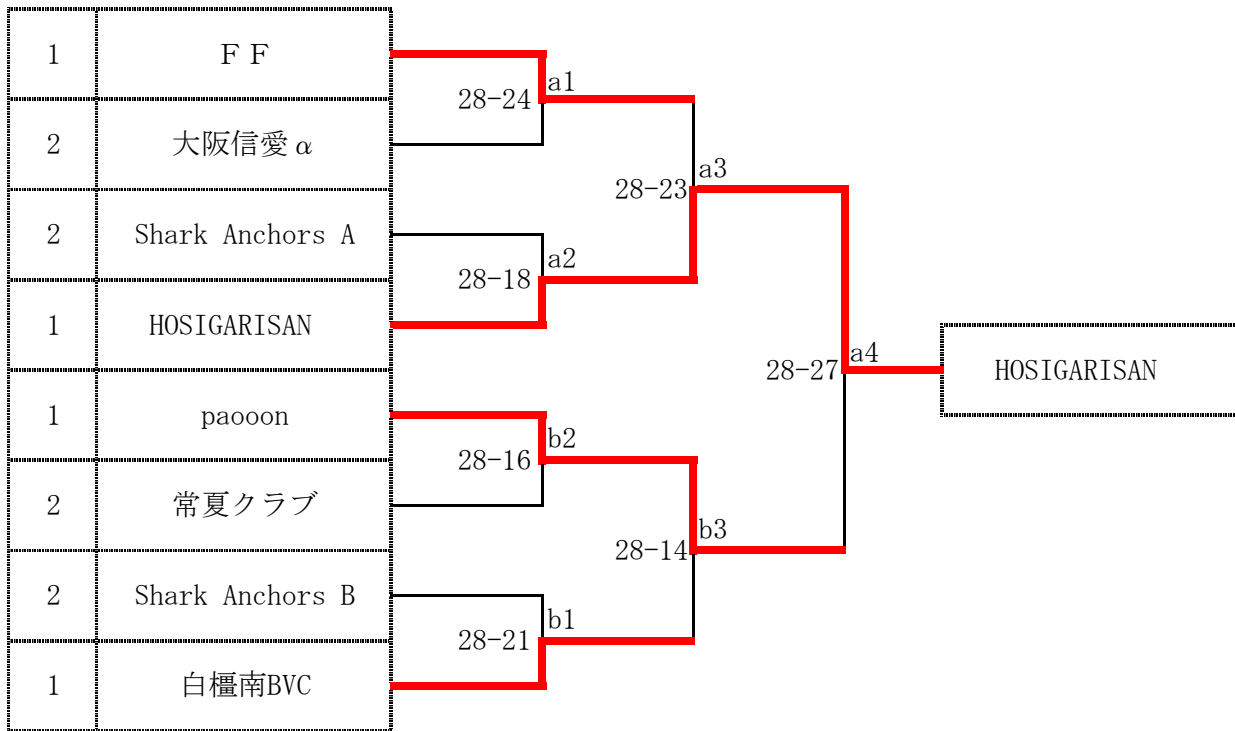 1 ＦＦ
a1
28-24
2 大阪信愛α
a3
28-23
2 Shark Anchors A
a2
28-18
1 HOSIGARISAN
a4
28-27
HOSIGARISAN
1 paooon
b2
28-16
2 常夏クラブ
b3
28-14
2 Shark Anchors B
b1
28-21
1 白橿南BVC